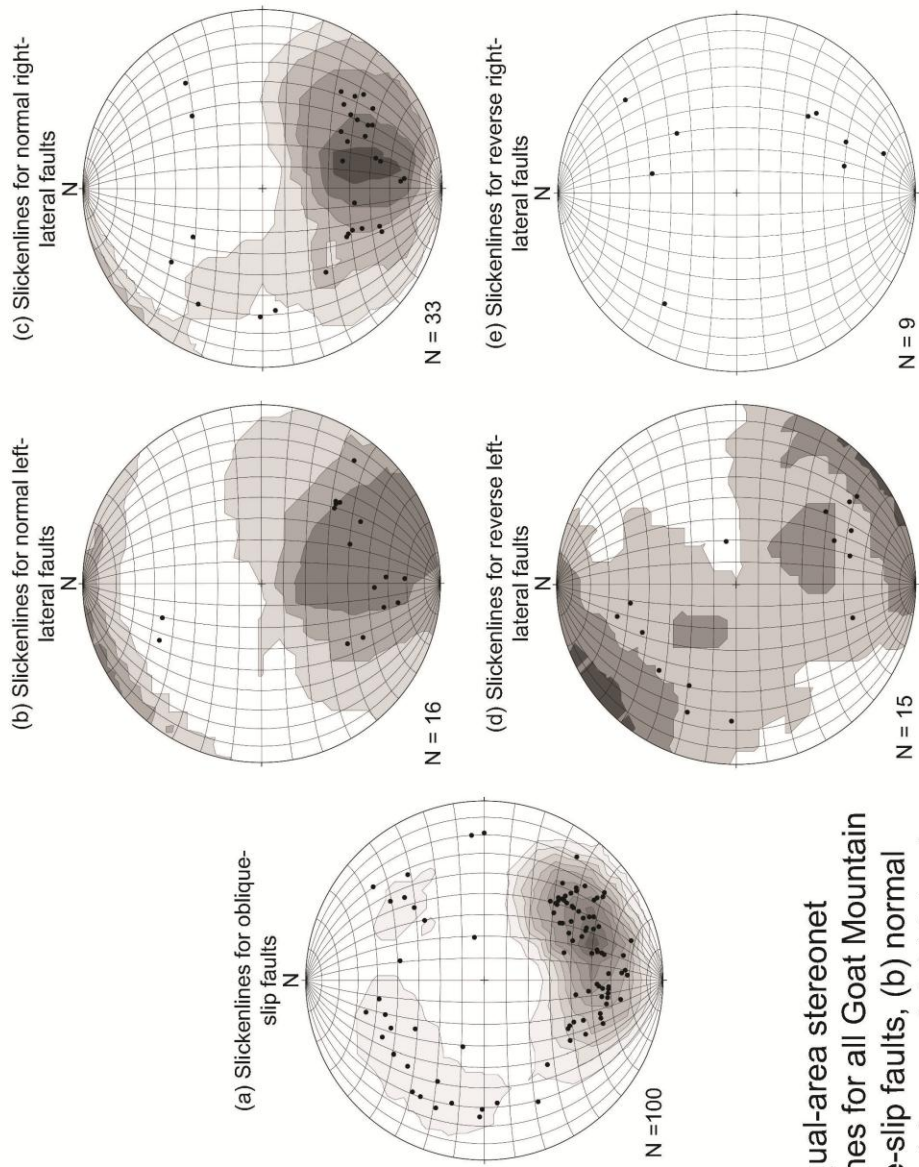 (a) Slickenlines for oblique-
slip faults
N
N =100
(b) Slickenlines for normal left-
lateral faults
N
N = 16
(c) Slickenlines for normal right-
lateral faults
N
N = 33
(d) Slickenlines for reverse left-
lateral faults
N
N = 15
(e) Slickenlines for reverse right-
lateral faults
N
N = 9
ual-area stereonet
nes for all Goat Mountain
e-slip faults, (b) normal